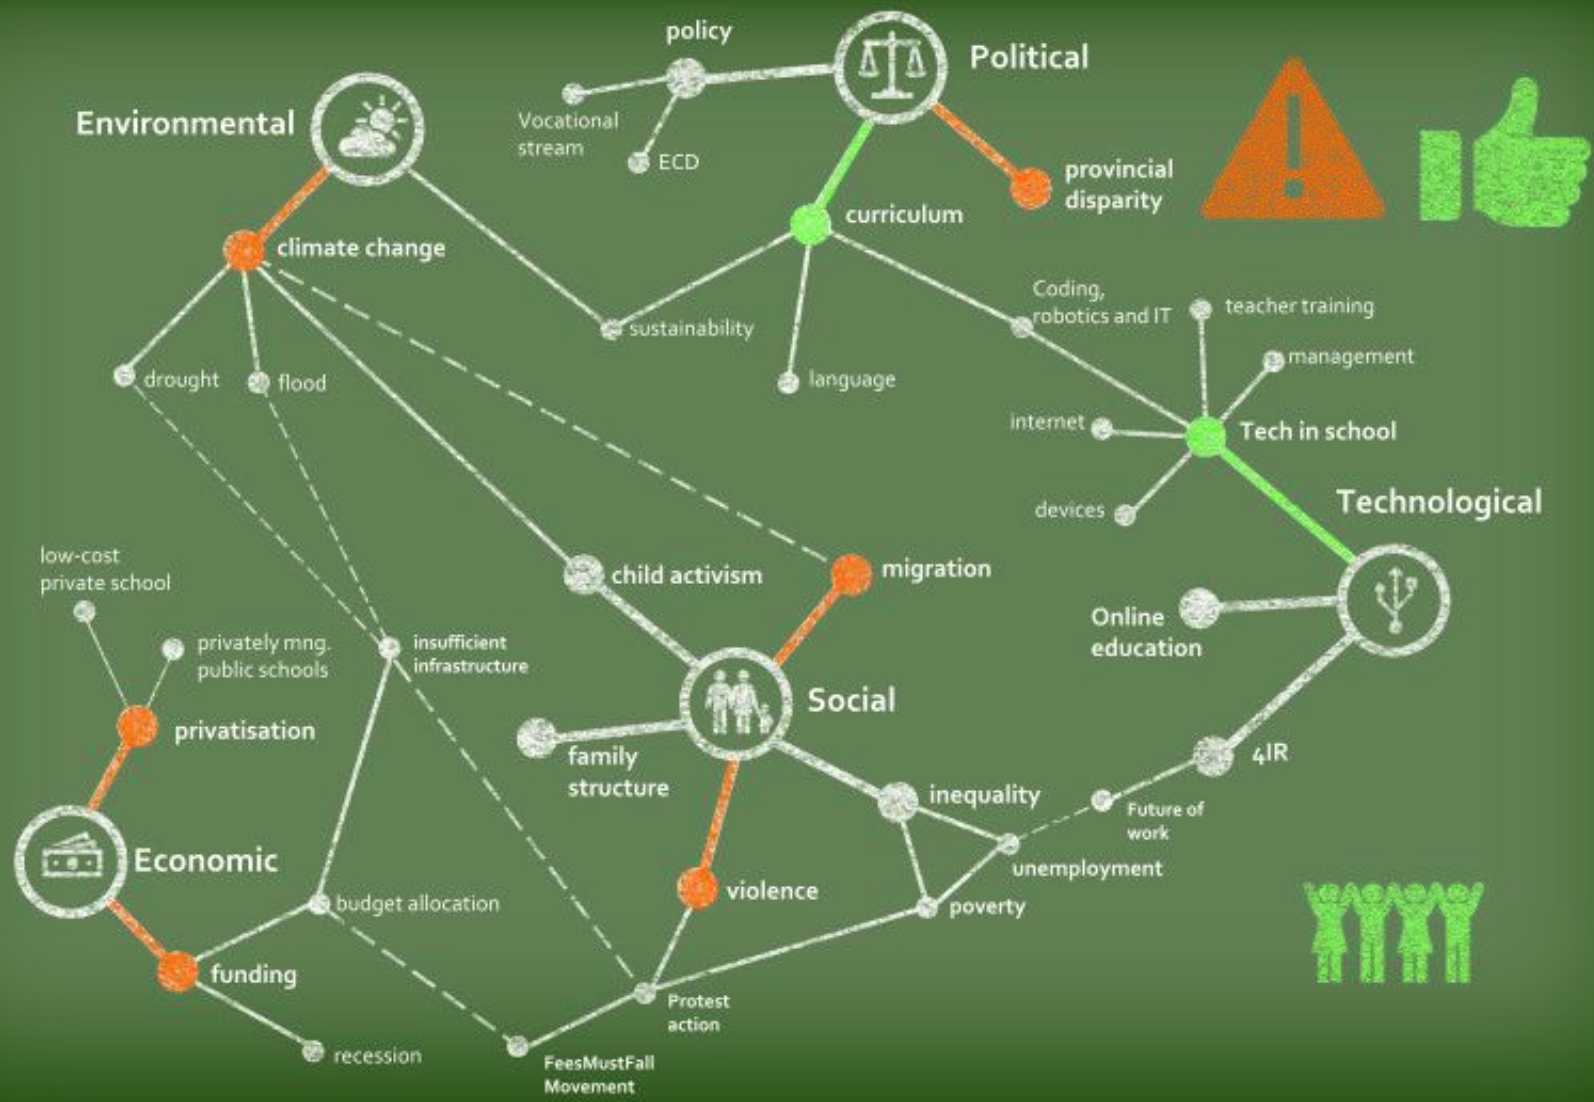 policy
Political
Environmental
Vocational
stream
ECD
provincial
disparity
curriculum
climate change
Coding,
robotics and IT
teacher training
sustainability
management
drought
flood
language
internet
Tech in school
devices
Technological
low-cost
private school
child activism
migration
Online
education
privately mng.
public schools
insufficient
infrastructure
Social
privatisation
family
structure
4IR
inequality
Future of
work
Economic
unemployment
violence
budget allocation
poverty
funding
Protest
action
recession
FeesMustFall
Movement